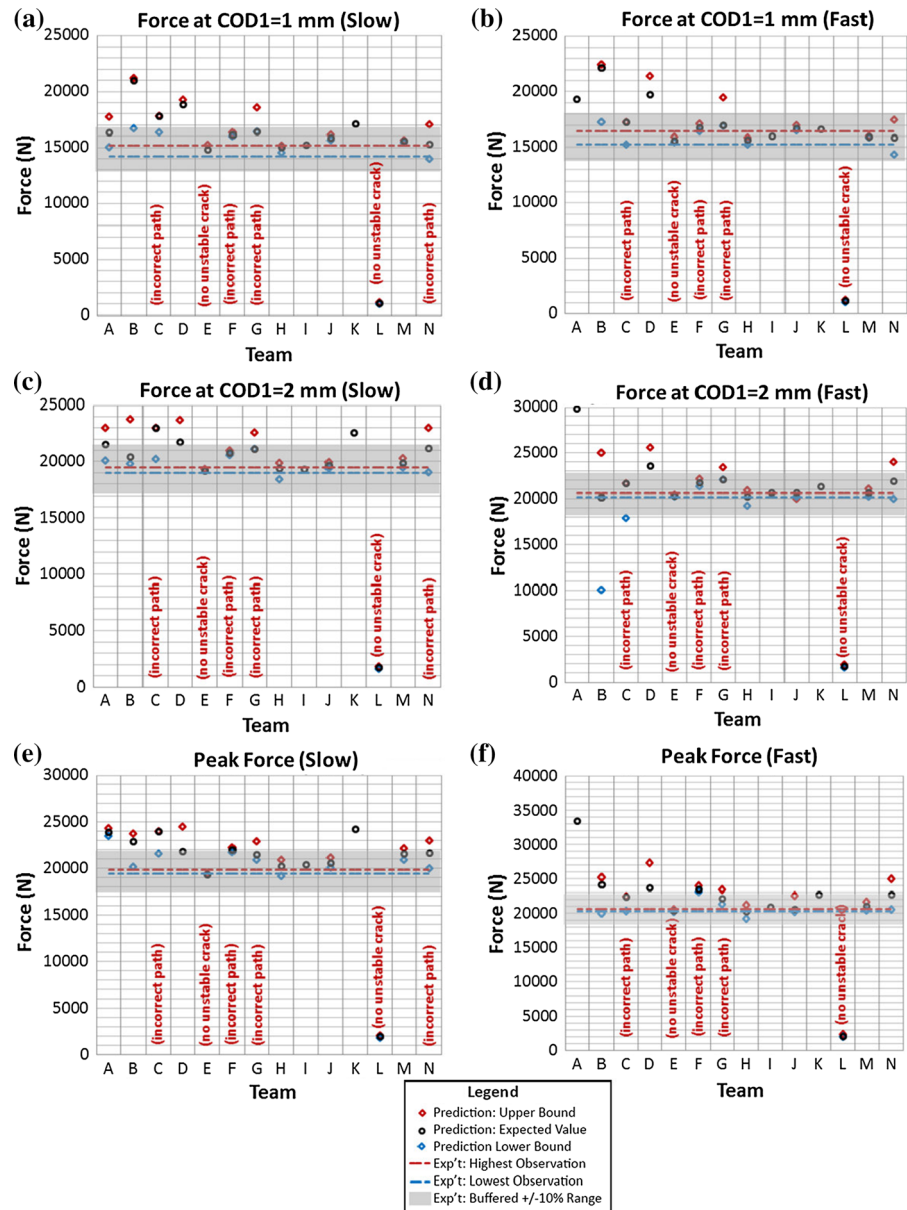 (a) Force at COD1=1 mm (Slow)
Force (N)
25000
20000
15000
10000
5000
0
(incorrect path)
(no unstable crack)
(incorrect path)
(incorrect path)
(no unstable crack)
(incorrect path)
A B C D E F G H I J K L M N
Team
(b) Force at COD1=1 mm (Fast)
Force (N)
25000
20000
15000
10000
5000
0
(incorrect path)
(no unstable crack)
(incorrect path)
(incorrect path)
(no unstable crack)
A B C D E F G H I J K L M N
Team
(c) Force at COD1=2 mm (Slow)
Force (N)
25000
20000
15000
10000
5000
0
(incorrect path)
(no unstable crack)
(incorrect path)
(incorrect path)
(no unstable crack)
(incorrect path)
A B C D E F G H I J K L M N
Team
(d) Force at COD1=2 mm (Fast)
Force (N)
30000
25000
20000
15000
10000
5000
0
(incorrect path)
(no unstable crack)
(incorrect path)
(incorrect path)
(no unstable crack)
A B C D E F G H I J K L M N
Team
(e) Peak Force (Slow)
Force (N)
30000
25000
20000
15000
10000
5000
0
(incorrect path)
(no unstable crack)
(incorrect path)
(incorrect path)
(no unstable crack)
(incorrect path)
A B C D E F G H I J K L M N
Team
(f) Peak Force (Fast)
Force (N)
40000
35000
30000
25000
20000
15000
10000
5000
0
(incorrect path)
(no unstable crack)
(incorrect path)
(incorrect path)
(no unstable crack)
A B C D E F G H I J K L M N
Team
Legend
Prediction: Upper Bound
Prediction: Expected Value
Prediction Lower Bound
Exp't: Highest Observation
Exp't: Lowest Observation
Exp't: Buffered +/-10% Range